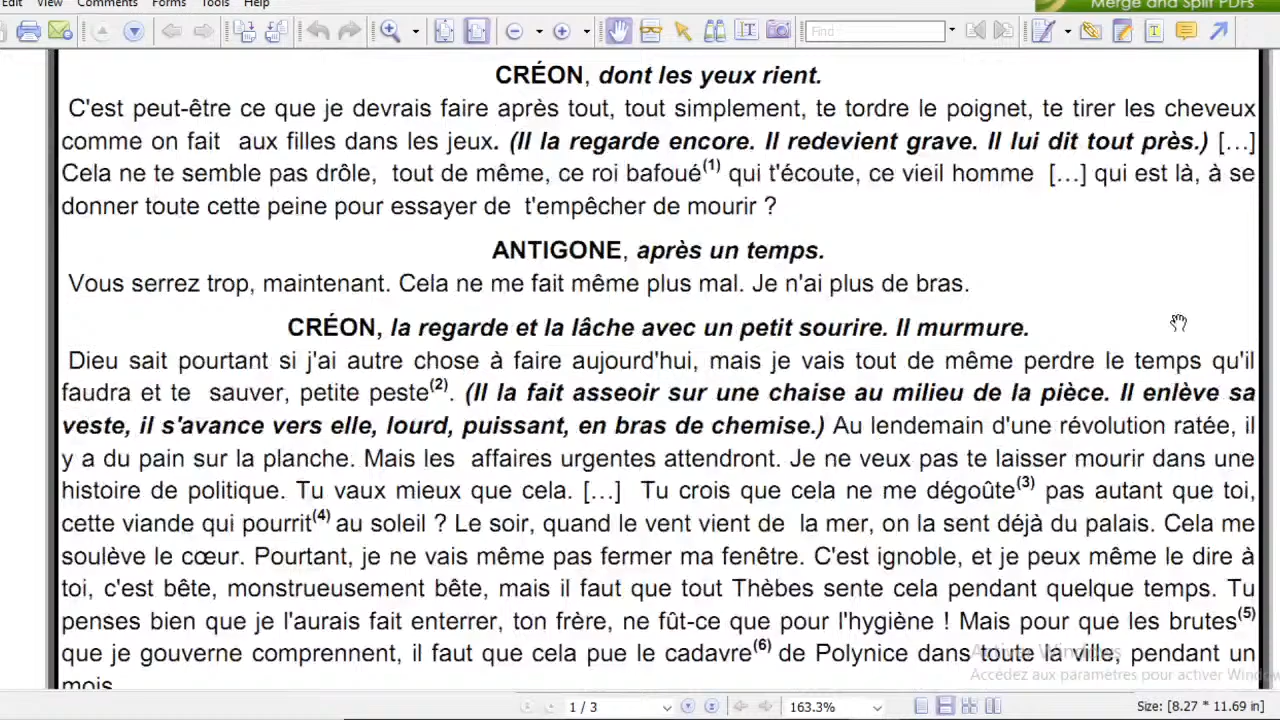 Edit View Comments Forms Tools Help
Merge and Split PDFs
Find
CRÉON, dont les yeux rient.
C'est peut-être ce que je devrais faire après tout, tout simplement, te tordre le poignet, te tirer les cheveux
comme on fait aux filles dans les jeux. (Il la regarde encore. Il redevient grave. Il lui dit tout près.) [...]
Cela ne te semble pas drôle, tout de même, ce roi bafoué(1) qui t'écoute, ce vieil homme [...] qui est là, à se
donner toute cette peine pour essayer de t'empêcher de mourir ?
ANTIGONE, après un temps.
Vous serrez trop, maintenant. Cela ne me fait même plus mal. Je n'ai plus de bras.
CRÉON, la regarde et la lâche avec un petit sourire. Il murmure.
Dieu sait pourtant si j'ai autre chose à faire aujourd'hui, mais je vais tout de même perdre le temps qu'il
faudra et te sauver, petite peste(2). (Il la fait asseoir sur une chaise au milieu de la pièce. Il enlève sa
veste, il s'avance vers elle, lourd, puissant, en bras de chemise.) Au lendemain d'une révolution ratée, il
y a du pain sur la planche. Mais les affaires urgentes attendront. Je ne veux pas te laisser mourir dans une
histoire de politique. Tu vaux mieux que cela. [...] Tu crois que cela ne me dégoûte(3) pas autant que toi,
cette viande qui pourrit(4) au soleil ? Le soir, quand le vent vient de la mer, on la sent déjà du palais. Cela me
soulève le cœur. Pourtant, je ne vais même pas fermer ma fenêtre. C'est ignoble, et je peux même le dire à
toi, c'est bête, monstrueusement bête, mais il faut que tout Thèbes sente cela pendant quelque temps. Tu
penses bien que je l'aurais fait enterrer, ton frère, ne fût-ce que pour l'hygiène ! Mais pour que les brutes(5)
que je gouverne comprennent, il faut que cela pue le cadavre(6) de Polynice dans toute la ville, pendant un
mois
Activer Windows
Accédez aux paramètres pour activer Windows
1 / 3
163.3%
Size: [8.27 * 11.69 in]